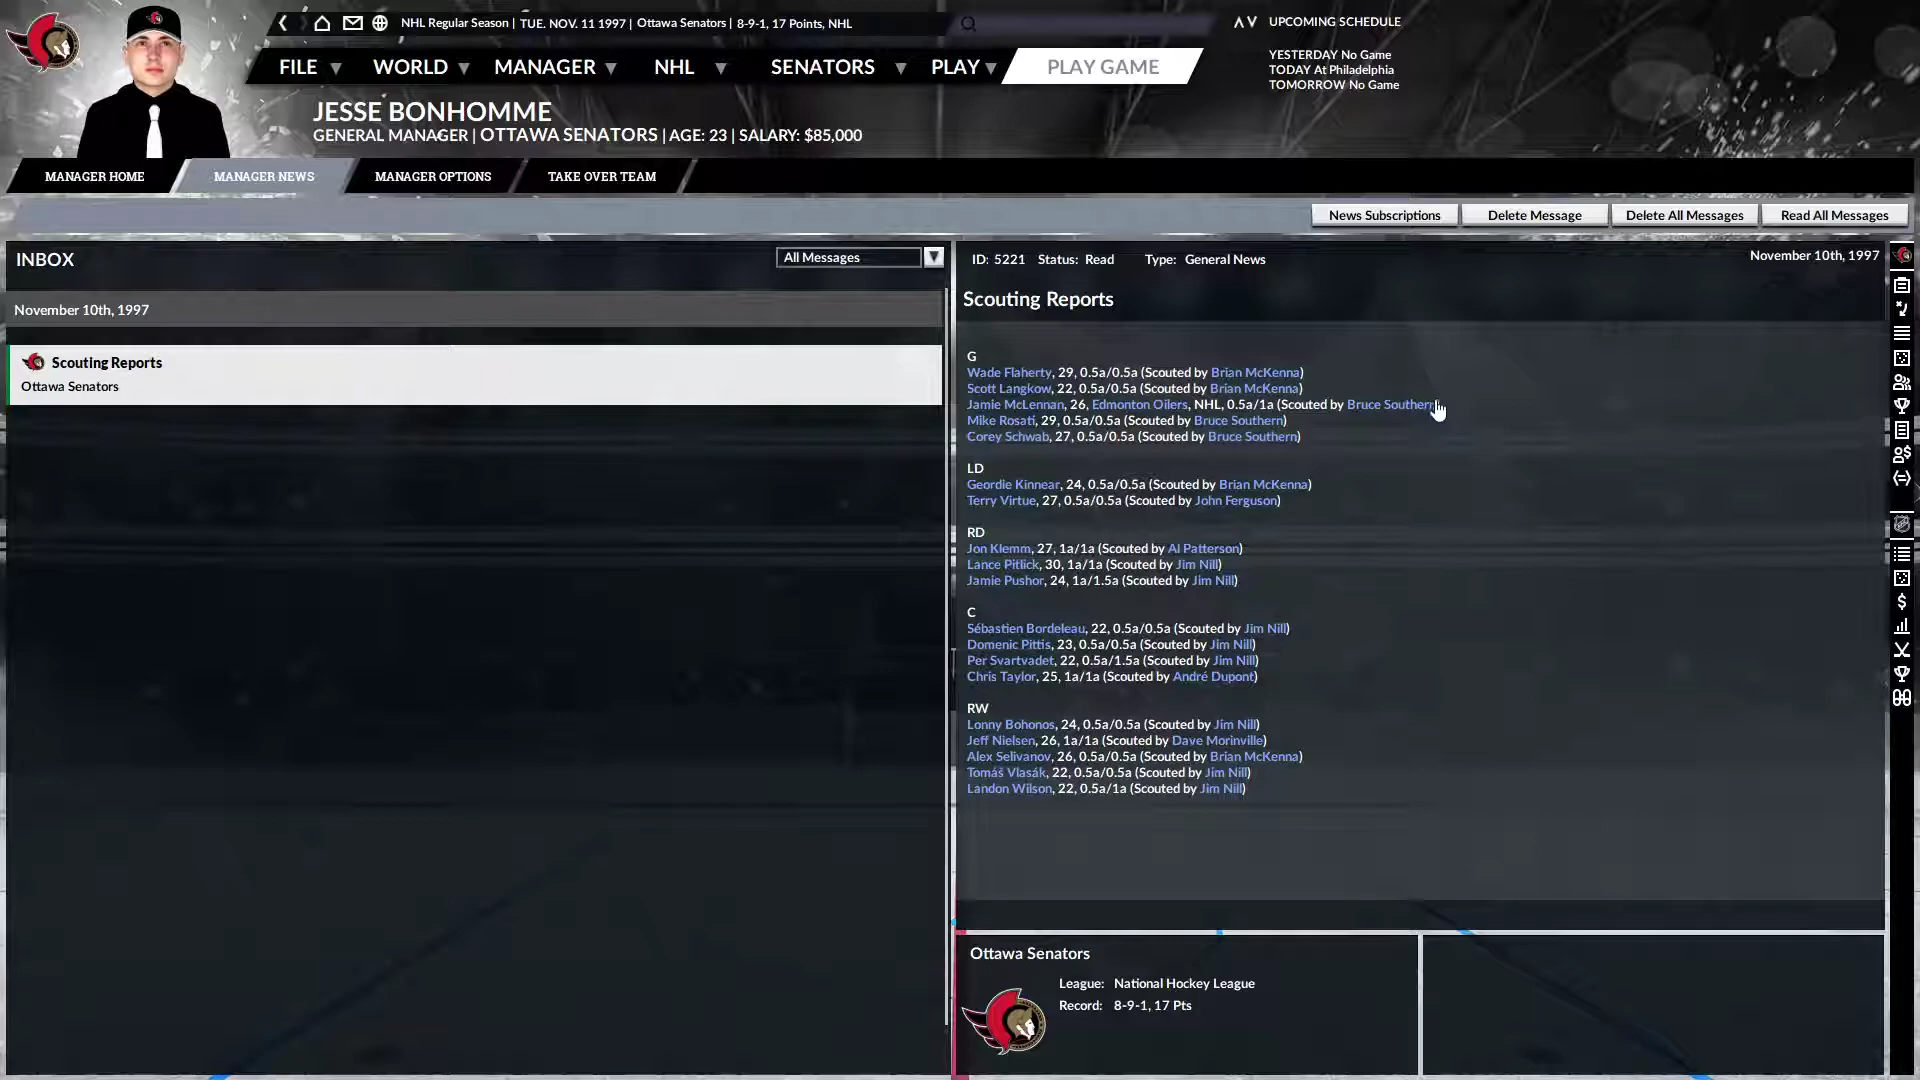 NHL Regular Season | TUE. NOV. 11 1997 | Ottawa Senators | 8-9-1, 17 Points, NHL
UPCOMING SCHEDULE
YESTERDAY No Game
TODAY At Philadelphia
TOMORROW No Game
FILE WORLD MANAGER NHL SENATORS PLAY PLAY GAME
JESSE BONHOMME
GENERAL MANAGER | OTTAWA SENATORS | AGE: 23 | SALARY: $85,000
MANAGER HOME MANAGER NEWS MANAGER OPTIONS TAKE OVER TEAM
News Subscriptions Delete Message Delete All Messages Read All Messages
INBOX All Messages
November 10th, 1997
Scouting Reports
Ottawa Senators
ID: 5221 Status: Read Type: General News November 10th, 1997
Scouting Reports
G
Wade Flaherty, 29, 0.5a/0.5a (Scouted by Brian McKenna)
Scott Langkow, 22, 0.5a/0.5a (Scouted by Brian McKenna)
Jamie McLennan, 26, Edmonton Oilers, NHL, 0.5a/1a (Scouted by Bruce Southern
Mike Rosati, 29, 0.5a/0.5a (Scouted by Bruce Southern)
Corey Schwab, 27, 0.5a/0.5a (Scouted by Bruce Southern)
LD
Geordie Kinnear, 24, 0.5a/0.5a (Scouted by Brian McKenna)
Terry Virtue, 27, 0.5a/0.5a (Scouted by John Ferguson)
RD
Jon Klemm, 27, 1a/1a (Scouted by Al Patterson)
Lance Pitlick, 30, 1a/1a (Scouted by Jim Nill)
Jamie Pushor, 24, 1a/1.5a (Scouted by Jim Nill)
C
Sébastien Bordeleau, 22, 0.5a/0.5a (Scouted by Jim Nill)
Domenic Pittis, 23, 0.5a/0.5a (Scouted by Jim Nill)
Per Svartvadet, 22, 0.5a/1.5a (Scouted by Jim Nill)
Chris Taylor, 25, 1a/1a (Scouted by André Dupont)
RW
Lonny Bohonos, 24, 0.5a/0.5a (Scouted by Jim Nill)
Jeff Nielsen, 26, 1a/1a (Scouted by Dave Morinville)
Alex Selivanov, 26, 0.5a/0.5a (Scouted by Brian McKenna)
Tomáš Vlasák, 22, 0.5a/0.5a (Scouted by Jim Nill)
Landon Wilson, 22, 0.5a/1a (Scouted by Jim Nill)
Ottawa Senators
League: National Hockey League
Record: 8-9-1, 17 Pts